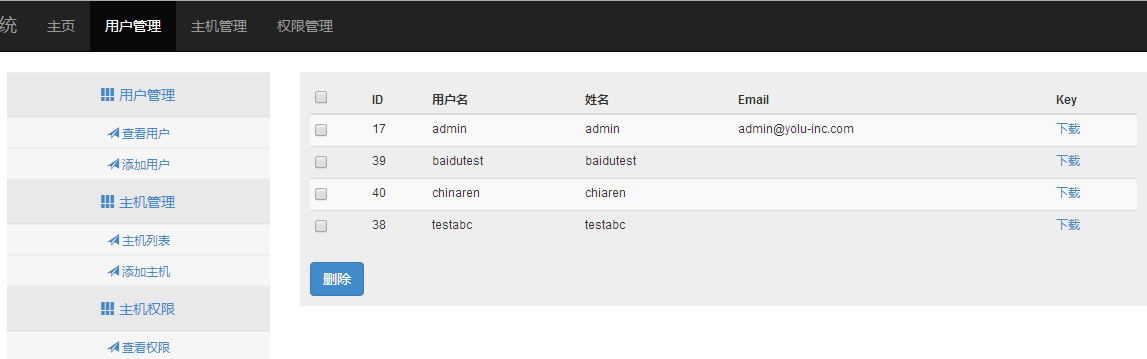 统 主页 用户管理 主机管理 权限管理
用户管理
查看用户
添加用户
主机管理
主机列表
添加主机
主机权限
查看权限
ID 用户名 姓名 Email Key
17 admin admin admin@yolu-inc.com 下载
39 baidutest baidutest 下载
40 chinaren chiaren 下载
38 testabc testabc 下载
删除